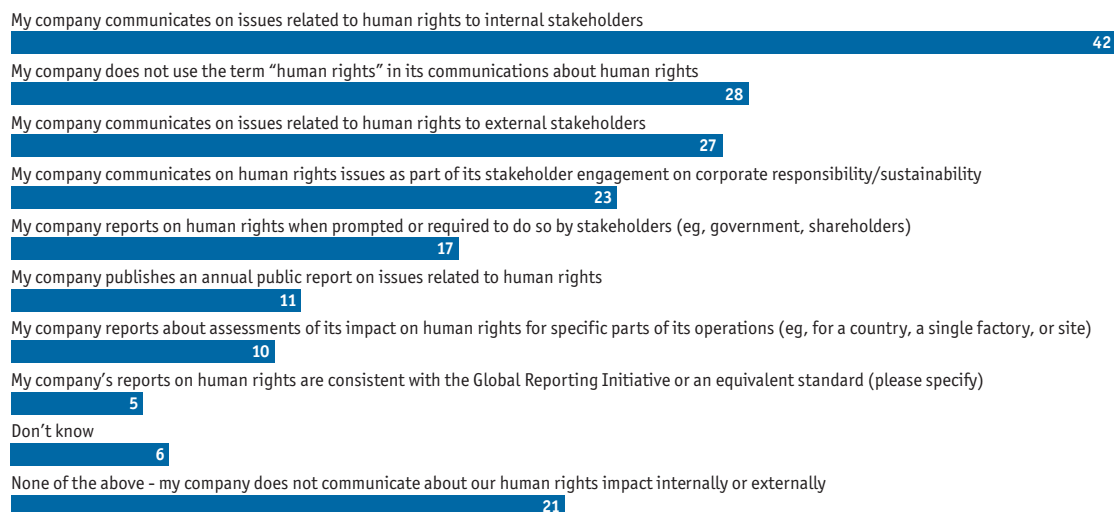 My company communicates on issues related to human rights to internal stakeholders
42
My company does not use the term “human rights” in its communications about human rights
28
My company communicates on issues related to human rights to external stakeholders
27
My company communicates on human rights issues as part of its stakeholder engagement on corporate responsibility/sustainability
23
My company reports on human rights when prompted or required to do so by stakeholders (eg, government, shareholders)
17
My company publishes an annual public report on issues related to human rights
11
My company reports about assessments of its impact on human rights for specific parts of its operations (eg, for a country, a single factory, or site)
10
My company’s reports on human rights are consistent with the Global Reporting Initiative or an equivalent standard (please specify)
5
Don’t know
6
None of the above - my company does not communicate about our human rights impact internally or externally
21